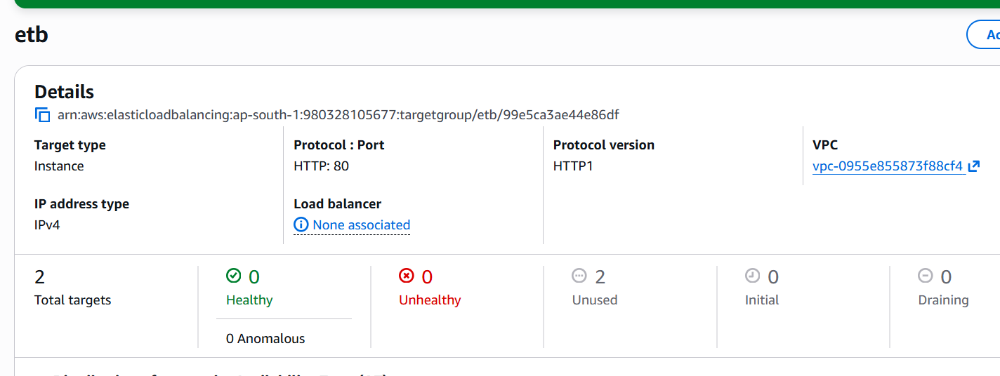 etb
Details
arn:aws:elasticloadbalancing:ap-south-1:980328105677:targetgroup/etb/99e5ca3ae44e86df
Target type
Instance
Protocol : Port
HTTP: 80
Protocol version
HTTP1
VPC
vpc-0955e855873f88cf4
IP address type
IPv4
Load balancer
None associated
2
Total targets
0
Healthy
0 Anomalous
0
Unhealthy
2
Unused
0
Initial
0
Draining